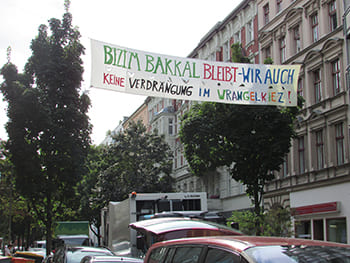 BIZIM BAKKAL BLEIBT-WIR AUCH
KEINE VERDRÄNGUNG IM WRANGELKIEZ!